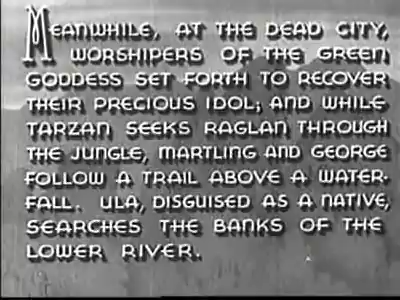 MEANWHILE, AT THE DEAD CITY,
WORSHIPERS OF THE GREEN
GODDESS SET FORTH TO RECOVER
THEIR PRECIOUS IDOL; AND WHILE
TARZAN SEEKS RAGLAN THROUGH
THE JUNGLE, MARTLING AND GEORGE
FOLLOW A TRAIL ABOVE A WATER-
FALL. ULA, DISGUISED AS A NATIVE,
SEARCHES THE BANKS OF THE
LOWER RIVER.